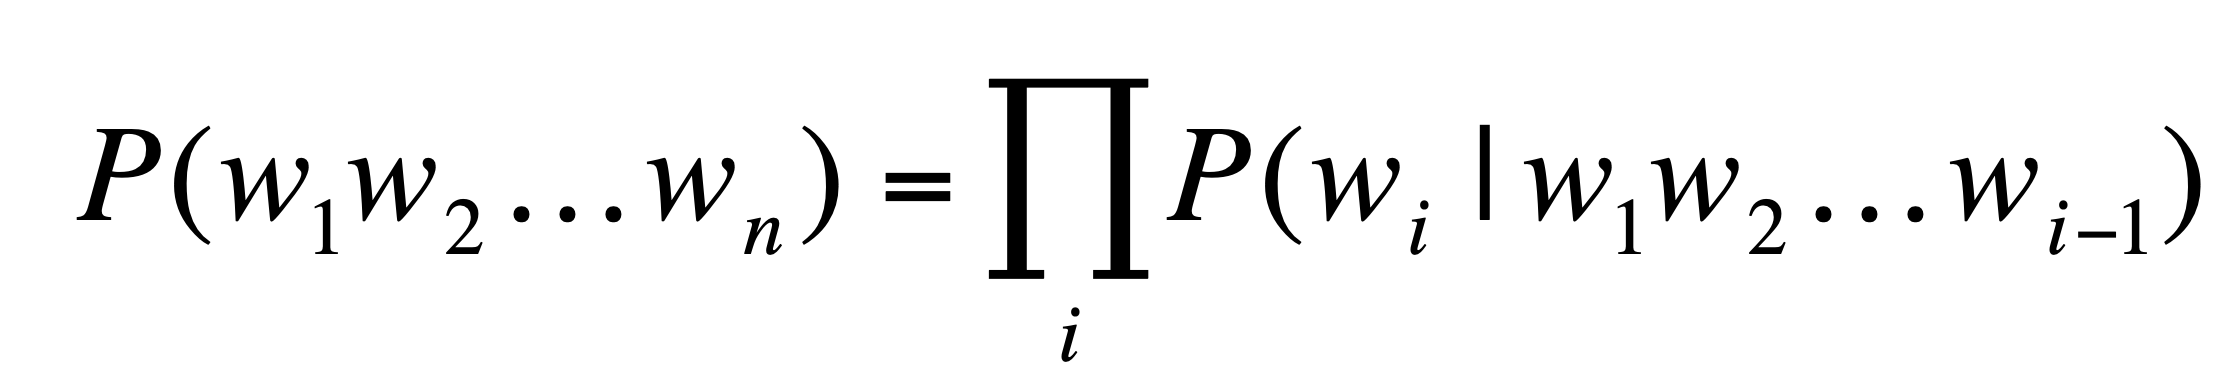 P(w₁w₂…wₙ) = ∏ᵢ P(wᵢ | w₁w₂…wᵢ₋₁)